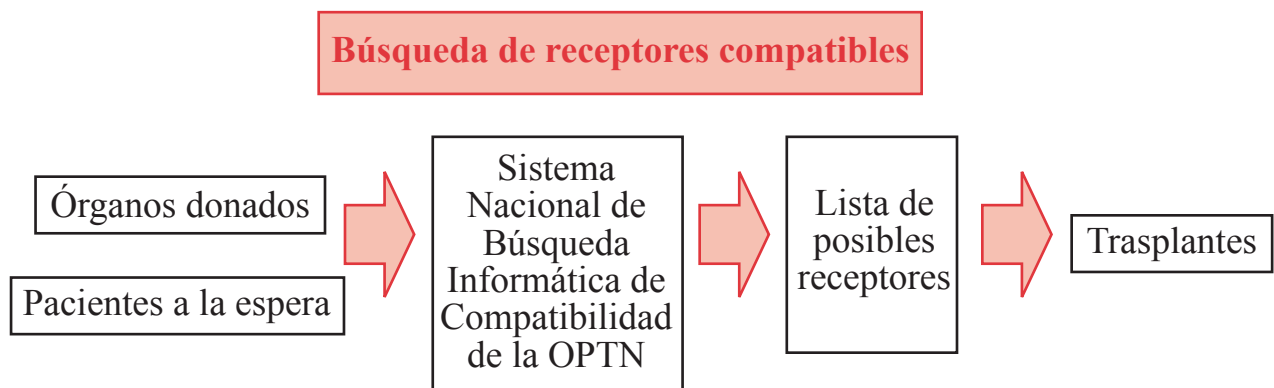 Búsqueda de receptores compatibles
Órganos donados
Pacientes a la espera
Sistema
Nacional de
Búsqueda
Informática de
Compatibilidad
de la OPTN
Lista de
posibles
receptores
Trasplantes